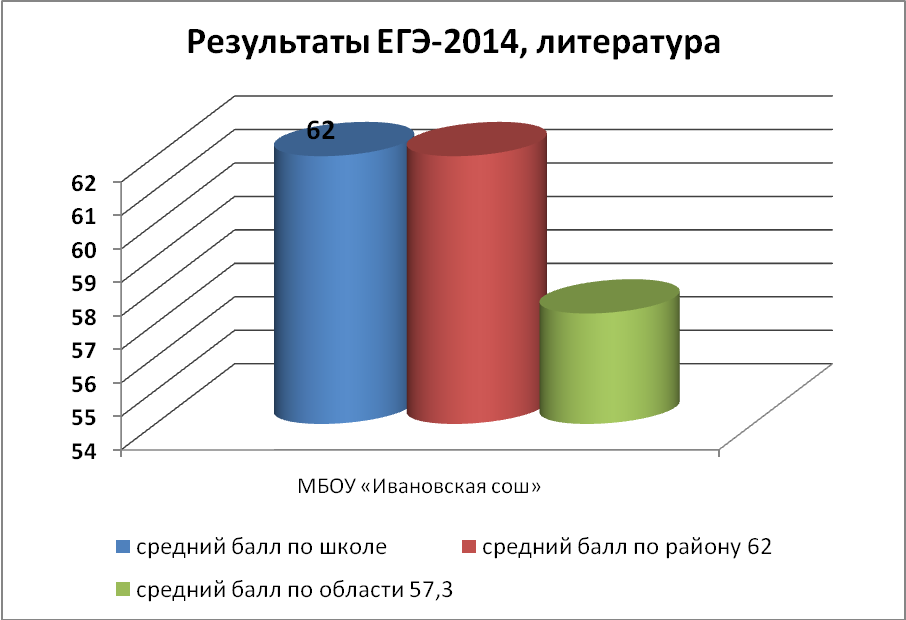 Результаты ЕГЭ-2014, литература
62
62
61
60
59
58
57
56
55
54
МБОУ «Ивановская сош»
средний балл по школе
средний балл по району 62
средний балл по области 57,3